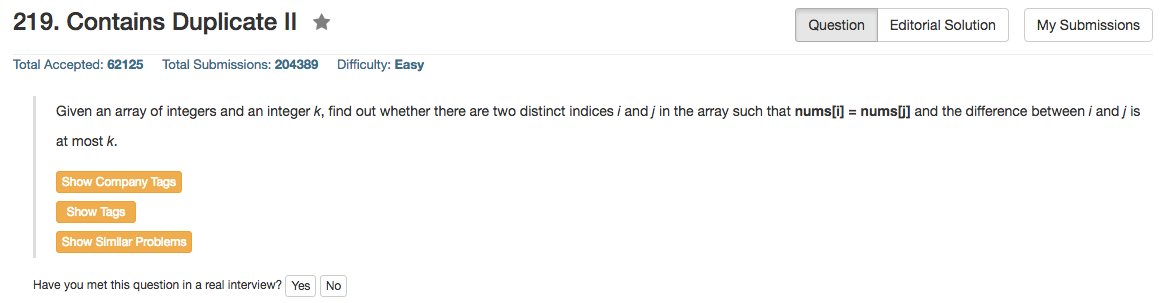 219. Contains Duplicate II
Question Editorial Solution My Submissions
Total Accepted: 62125 Total Submissions: 204389 Difficulty: Easy
Given an array of integers and an integer k, find out whether there are two distinct indices i and j in the array such that nums[i] = nums[j] and the difference between i and j is
at most k.
Show Company Tags
Show Tags
Show Similar Problems
Have you met this question in a real interview? Yes No